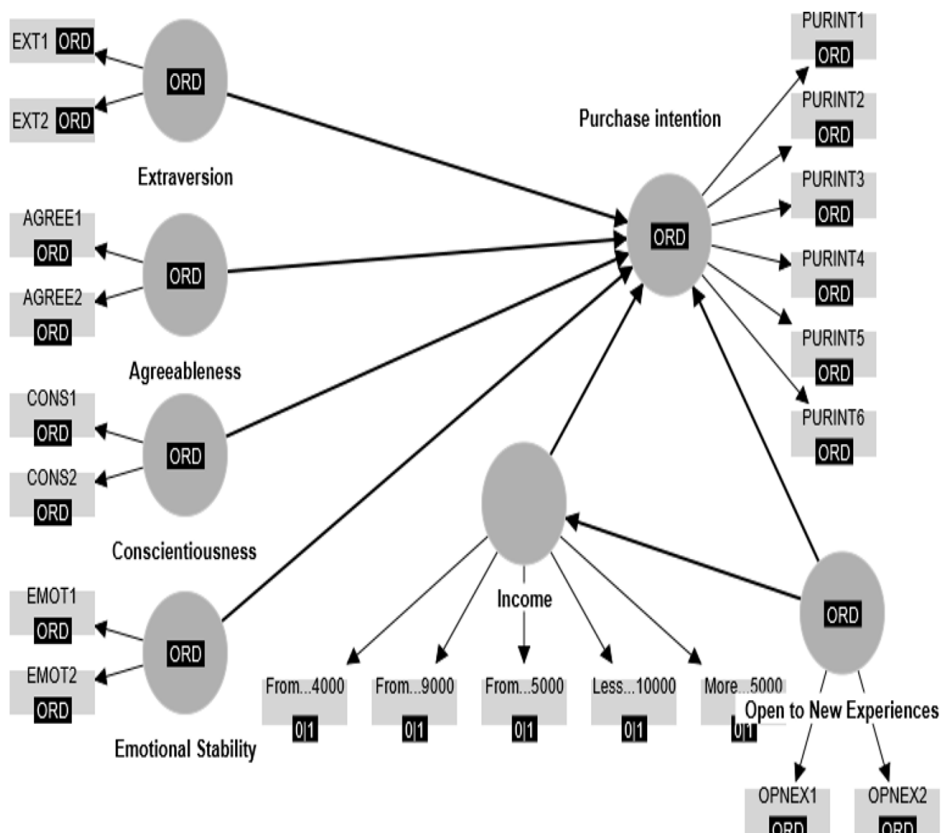 EXT1 ORD
EXT2 ORD
ORD
Extraversion
AGREE1
ORD
AGREE2
ORD
ORD
Agreeableness
CONS1
ORD
CONS2
ORD
ORD
Conscientiousness
EMOT1
ORD
EMOT2
ORD
ORD
Emotional Stability
Purchase intention
ORD
PURINT1
ORD
PURINT2
ORD
PURINT3
ORD
PURINT4
ORD
PURINT5
ORD
PURINT6
ORD
Income
From...4000
0|1
From...9000
0|1
From...5000
0|1
Less...10000
0|1
More...5000
0|1
ORD
Open to New Experiences
OPNEX1
ORD
OPNEX2
ORD